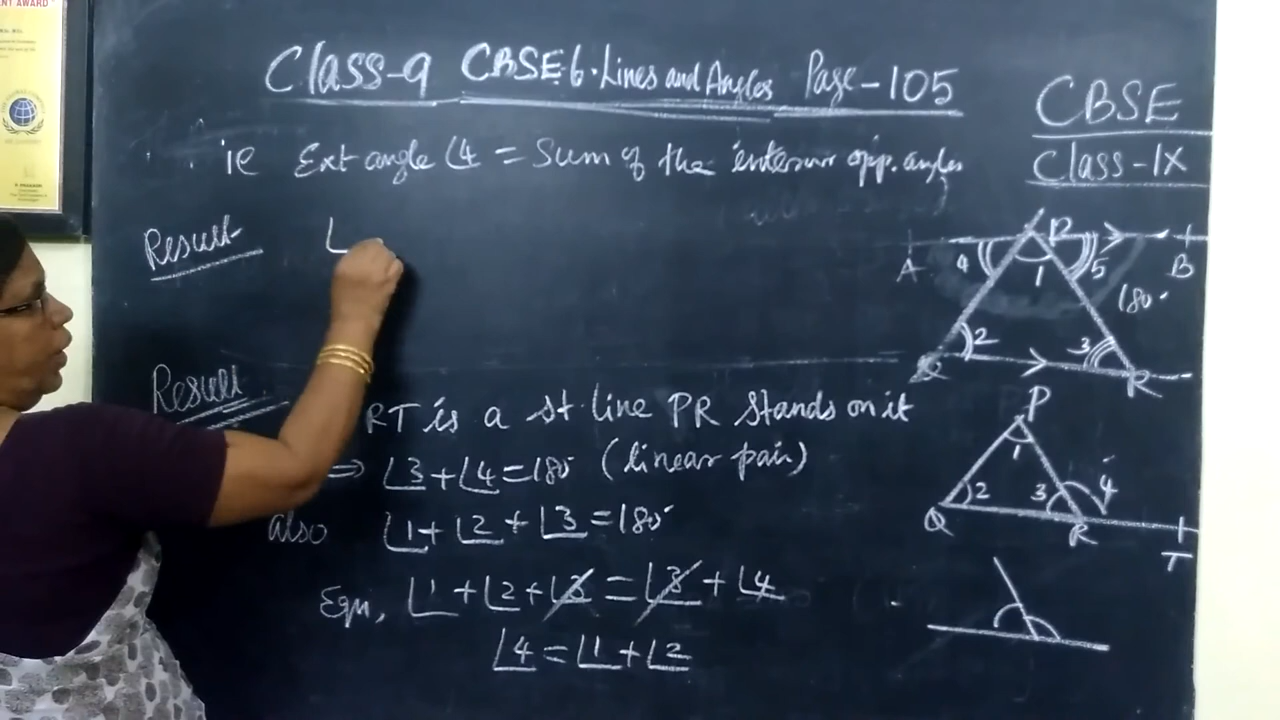 Class-9 CBSE-6. Lines and Angles Page-105
CBSE
Class-IX
ie Ext angle ∠4 = Sum of the interior opp. angles
Result
∠
Result
RT is a st. line PR stands on it
⇒ ∠3+∠4=180° (linear pair)
also ∠1+∠2+∠3=180°
Equ, ∠1+∠2+∠3=∠3+∠4
∠4=∠1+∠2
P
A 4 1 5 B
180°
2 3
Q R
P
1
2 3 4
Q R T